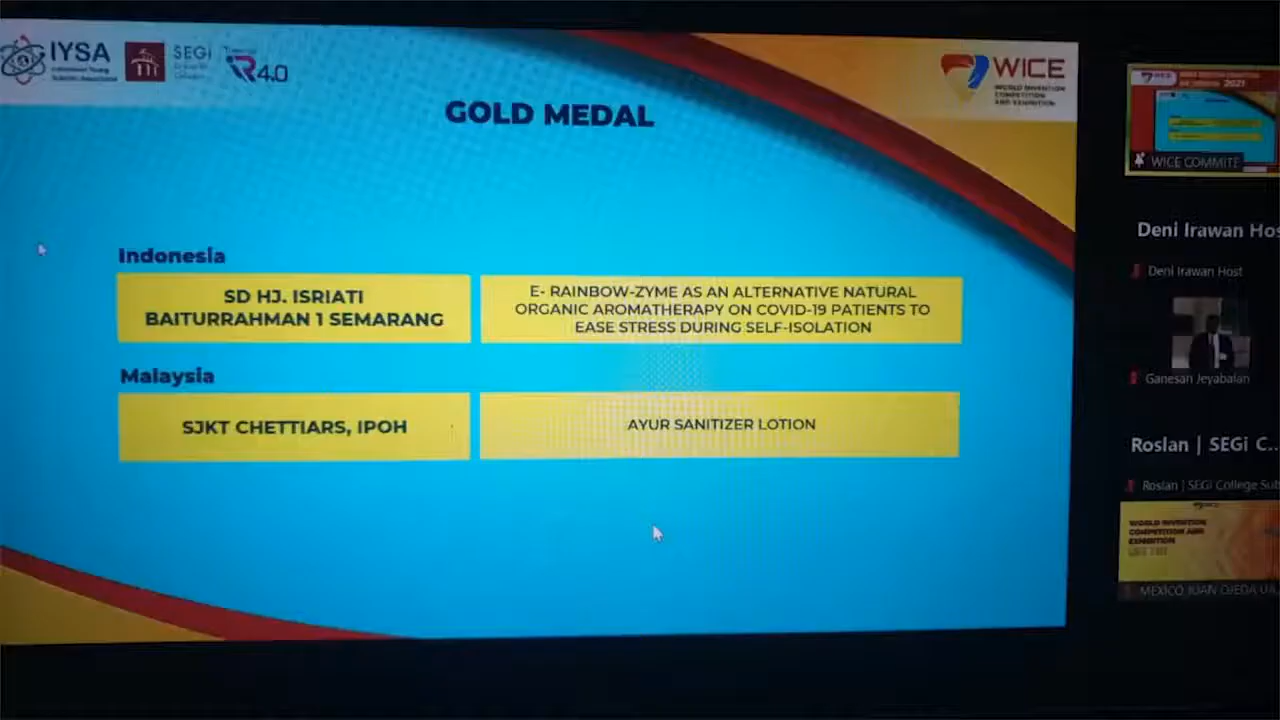 IYSA
SEGi
R4.0
WICE
WORLD INVENTION
COMPETITION
AND EXHIBITION
GOLD MEDAL
Indonesia
SD HJ. ISRIATI
BAITURRAHMAN 1 SEMARANG
E- RAINBOW-ZYME AS AN ALTERNATIVE NATURAL
ORGANIC AROMATHERAPY ON COVID-19 PATIENTS TO
EASE STRESS DURING SELF-ISOLATION
Malaysia
SJKT CHETTIARS, IPOH
AYUR SANITIZER LOTION
2021
WICE COMMITE
Deni Irawan Hos
Deni Irawan Host
Ganesan Jeyabalan
Roslan | SEGi C...
Roslan | SEGi College Sub
WORLD INVENTION
COMPETITION AND
EXHIBITION
MEXICO JUAN OJEDA UA